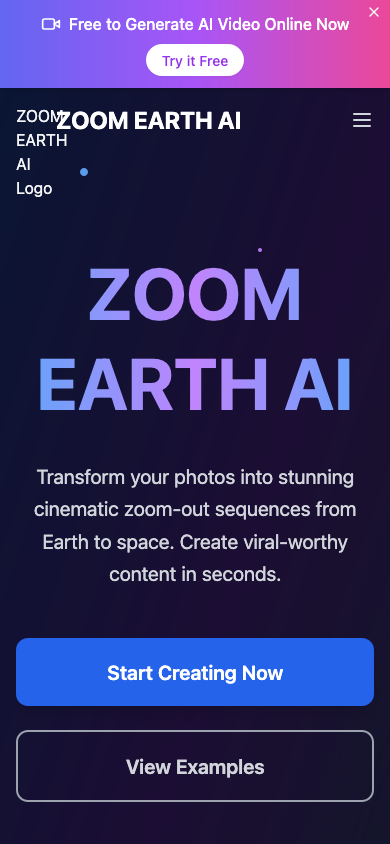 Free to Generate AI Video Online Now
Try it Free
ZOOM
EARTH
AI
Logo
ZOOM EARTH AI
ZOOM
EARTH AI
Transform your photos into stunning
cinematic zoom-out sequences from
Earth to space. Create viral-worthy
content in seconds.
Start Creating Now
View Examples